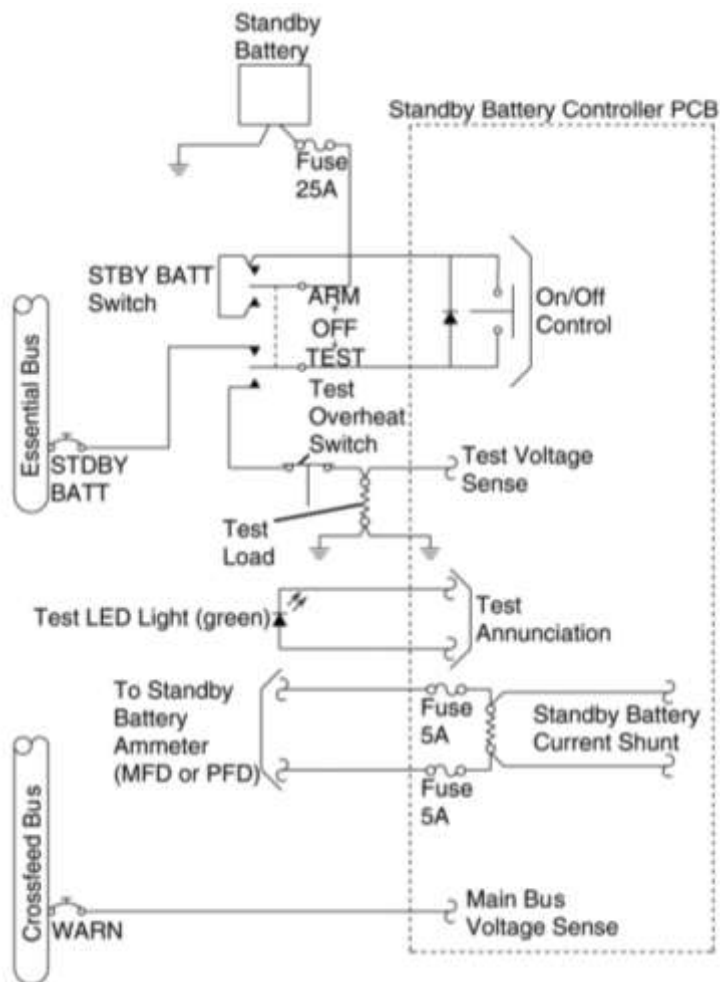 Standby
Battery
Standby Battery Controller PCB
Fuse
25A
STBY BATT
Switch
ARM
OFF
TEST
On/Off
Control
Essential Bus
STDBY
BATT
Test
Overheat
Switch
Test Voltage
Sense
Test
Load
Test LED Light (green)
Test
Annunciation
To Standby
Battery
Ammeter
(MFD or PFD)
Fuse
5A
Standby Battery
Current Shunt
Fuse
5A
Crossfeed Bus
WARN
Main Bus
Voltage Sense